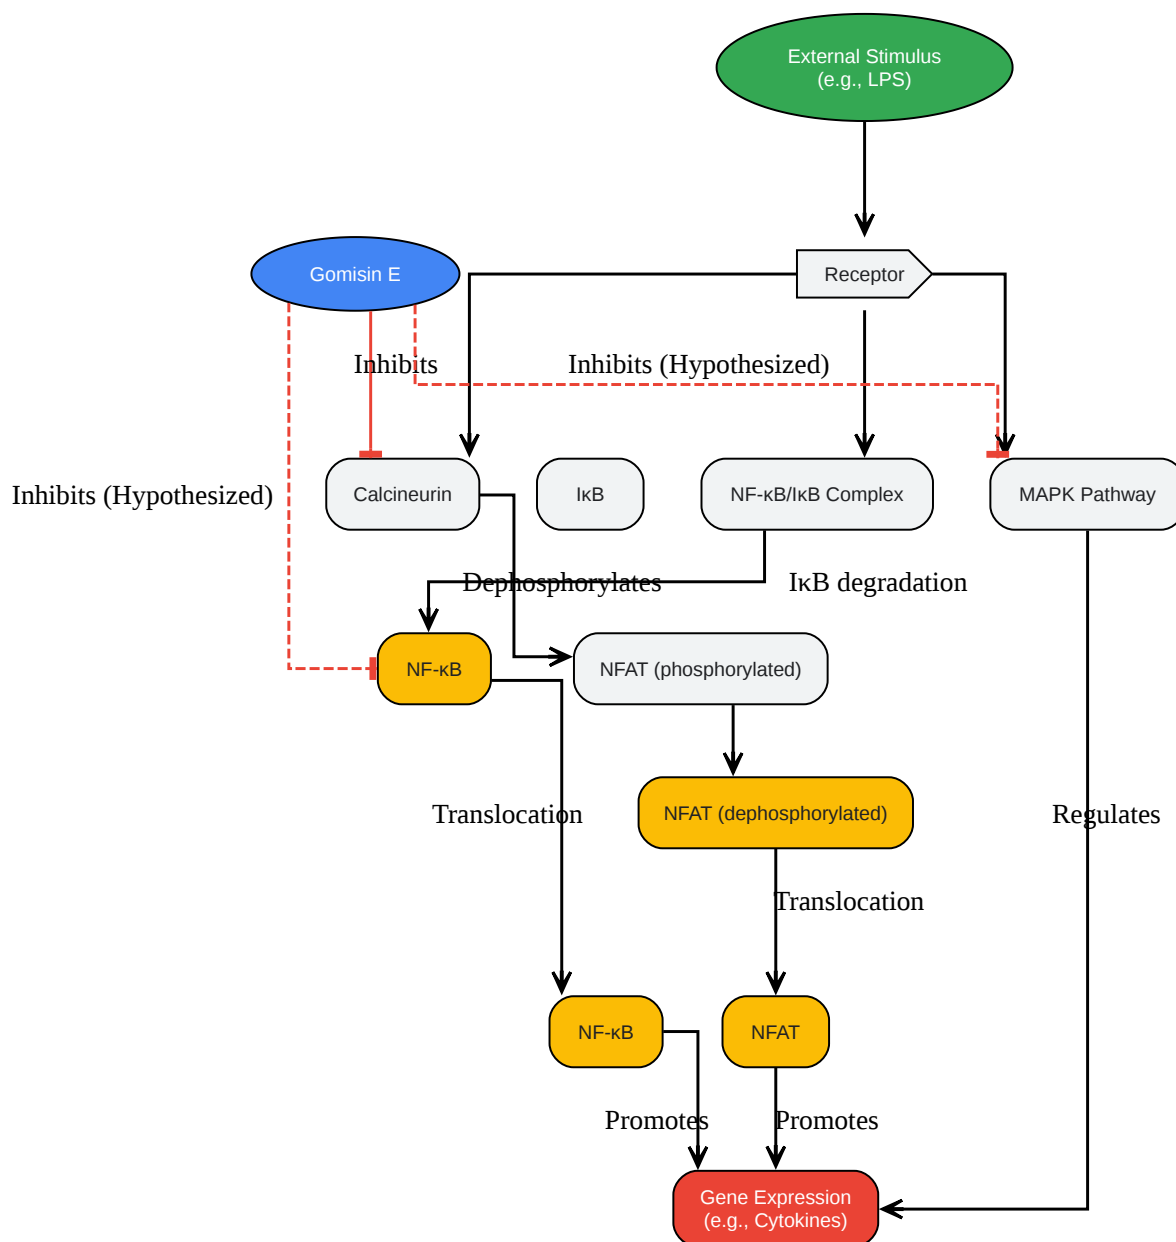 External Stimulus
(e.g., LPS)
Gomisin E
Receptor
Inhibits
Inhibits (Hypothesized)
Inhibits (Hypothesized)
Calcineurin
IκB
NF-κB/IκB Complex
MAPK Pathway
Dephosphorylates
IκB degradation
NF-κB
NFAT (phosphorylated)
Translocation
NFAT (dephosphorylated)
Regulates
Translocation
NF-κB
NFAT
Promotes
Promotes
Gene Expression
(e.g., Cytokines)